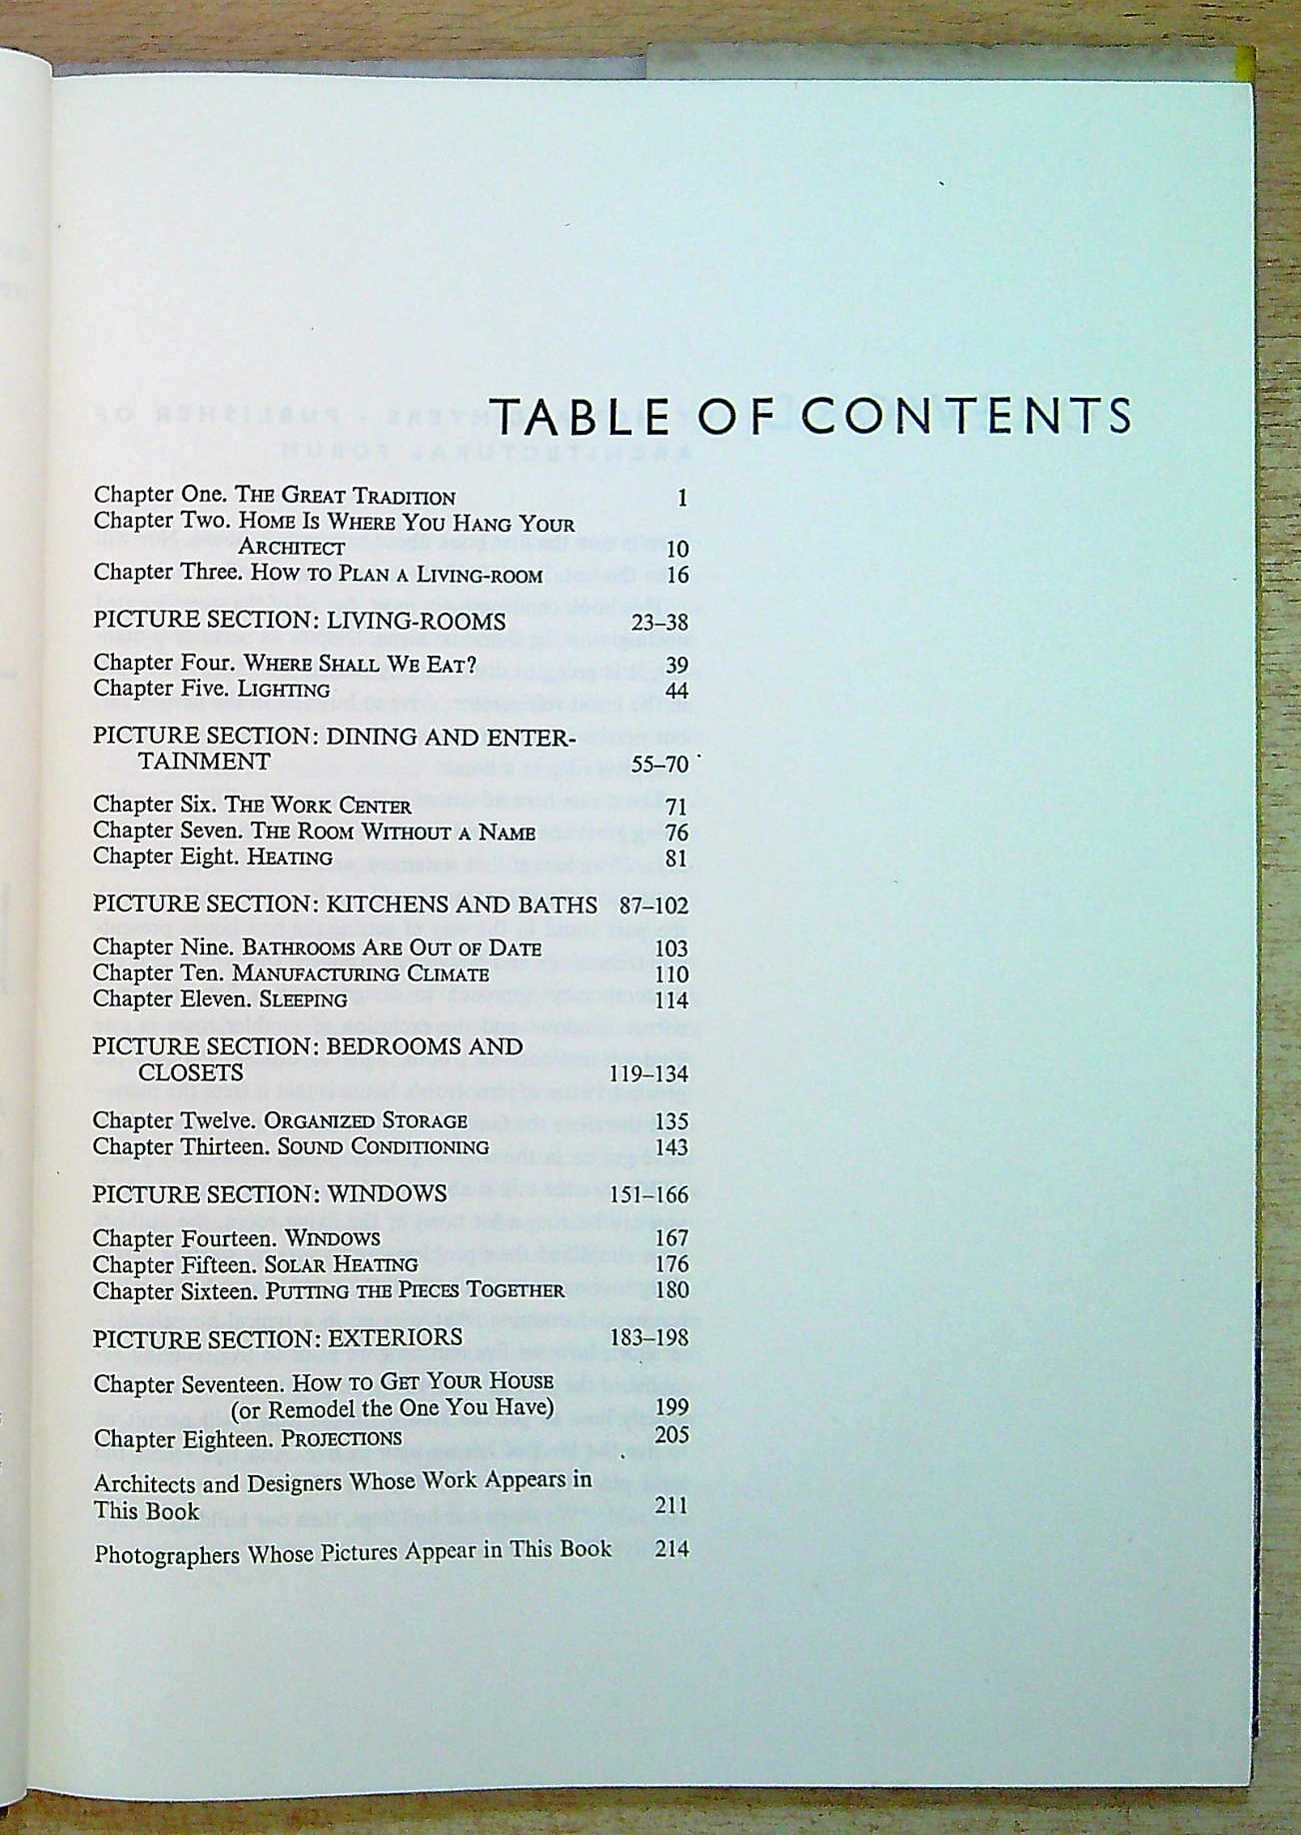 TABLE OF CONTENTS
Chapter One. THE GREAT TRADITION 1
Chapter Two. HOME IS WHERE YOU HANG YOUR
ARCHITECT 10
Chapter Three. HOW TO PLAN A LIVING-ROOM 16
PICTURE SECTION: LIVING-ROOMS 23–38
Chapter Four. WHERE SHALL WE EAT? 39
Chapter Five. LIGHTING 44
PICTURE SECTION: DINING AND ENTER-
TAINMENT 55–70
Chapter Six. THE WORK CENTER 71
Chapter Seven. THE ROOM WITHOUT A NAME 76
Chapter Eight. HEATING 81
PICTURE SECTION: KITCHENS AND BATHS 87–102
Chapter Nine. BATHROOMS ARE OUT OF DATE 103
Chapter Ten. MANUFACTURING CLIMATE 110
Chapter Eleven. SLEEPING 114
PICTURE SECTION: BEDROOMS AND
CLOSETS 119–134
Chapter Twelve. ORGANIZED STORAGE 135
Chapter Thirteen. SOUND CONDITIONING 143
PICTURE SECTION: WINDOWS 151–166
Chapter Fourteen. WINDOWS 167
Chapter Fifteen. SOLAR HEATING 176
Chapter Sixteen. PUTTING THE PIECES TOGETHER 180
PICTURE SECTION: EXTERIORS 183–198
Chapter Seventeen. HOW TO GET YOUR HOUSE
(or Remodel the One You Have) 199
Chapter Eighteen. PROJECTIONS 205
Architects and Designers Whose Work Appears in
This Book 211
Photographers Whose Pictures Appear in This Book 214